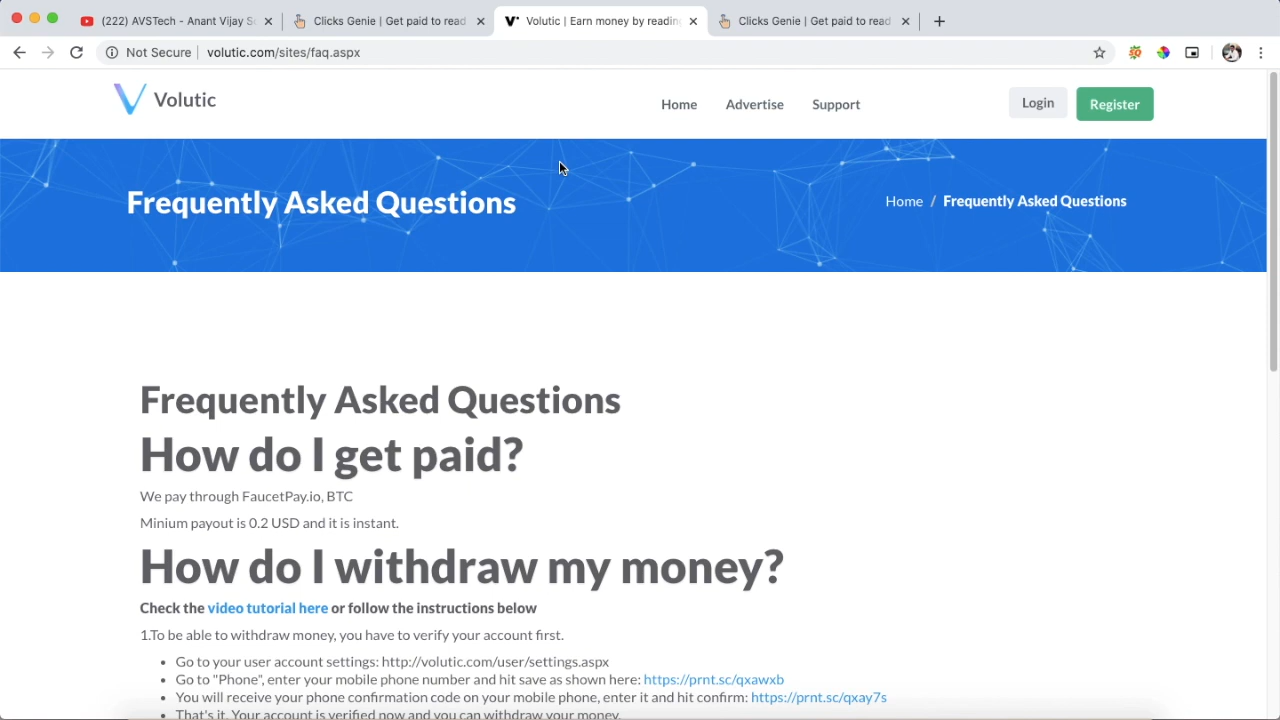 (222) AVSTech - Anant Vijay S
Clicks Genie | Get paid to read
Volutic | Earn money by reading
Clicks Genie | Get paid to read
Not Secure
volutic.com/sites/faq.aspx
Volutic
Home
Advertise
Support
Login
Register
Frequently Asked Questions
Home / Frequently Asked Questions
Frequently Asked Questions
How do I get paid?
We pay through FaucetPay.io, BTC
Minium payout is 0.2 USD and it is instant.
How do I withdraw my money?
Check the video tutorial here or follow the instructions below
1.To be able to withdraw money, you have to verify your account first.
• Go to your user account settings: http://volutic.com/user/settings.aspx
• Go to "Phone", enter your mobile phone number and hit save as shown here: https://prnt.sc/qxawxb
• You will receive your phone confirmation code on your mobile phone, enter it and hit confirm: https://prnt.sc/qxay7s
• That's it. Your account is verified now and you can withdraw your money.